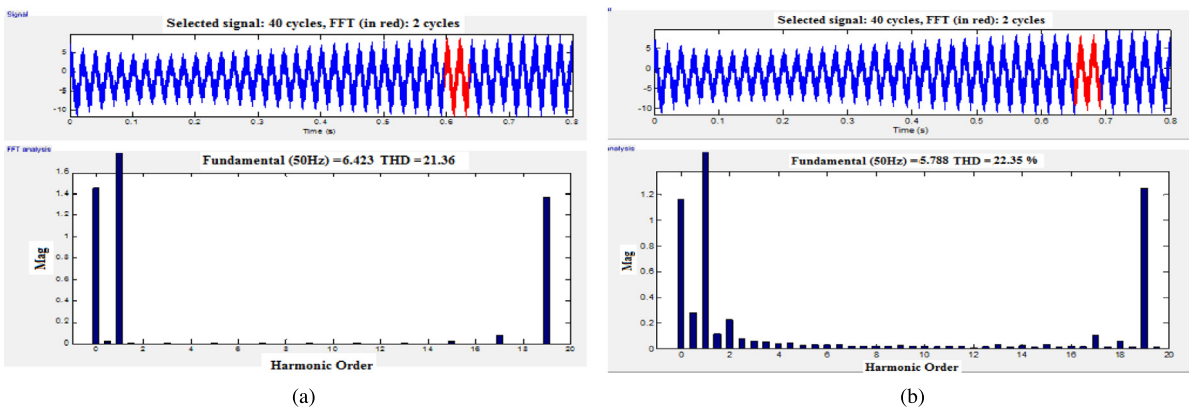 Signal
Selected signal: 40 cycles, FFT (in red): 2 cycles
5
0
-5
-10
0 0.1 0.2 0.3 0.4 0.5 0.6 0.7 0.8
Time (s)
FFT analysis
Fundamental (50Hz) =6.423 THD =21.36
1.6
1.4
1.2
1
0.8
0.6
0.4
0.2
0
Mag
0 2 4 6 8 10 12 14 16 18 20
Harmonic Order
(a)
al
Selected signal: 40 cycles, FFT (in red): 2 cycles
5
0
-5
-10
0 0.1 0.2 0.3 0.4 0.5 0.6 0.7 0.8
Time (s)
analysis
Fundamental (50Hz) =5.788 THD = 22.35 %
1.2
1
0.8
0.6
0.4
0.2
0
Mag
0 2 4 6 8 10 12 14 16 18 20
Harmonic Order
(b)